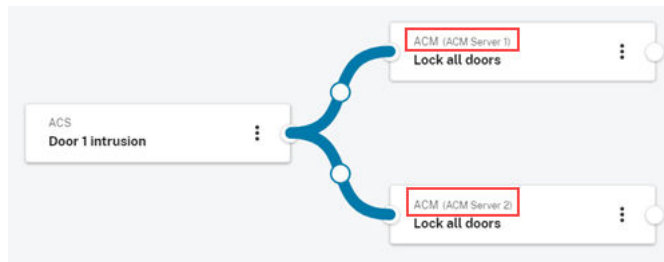 ACM (ACM Server 1)
Lock all doors
ACS
Door 1 intrusion
ACM (ACM Server 2)
Lock all doors